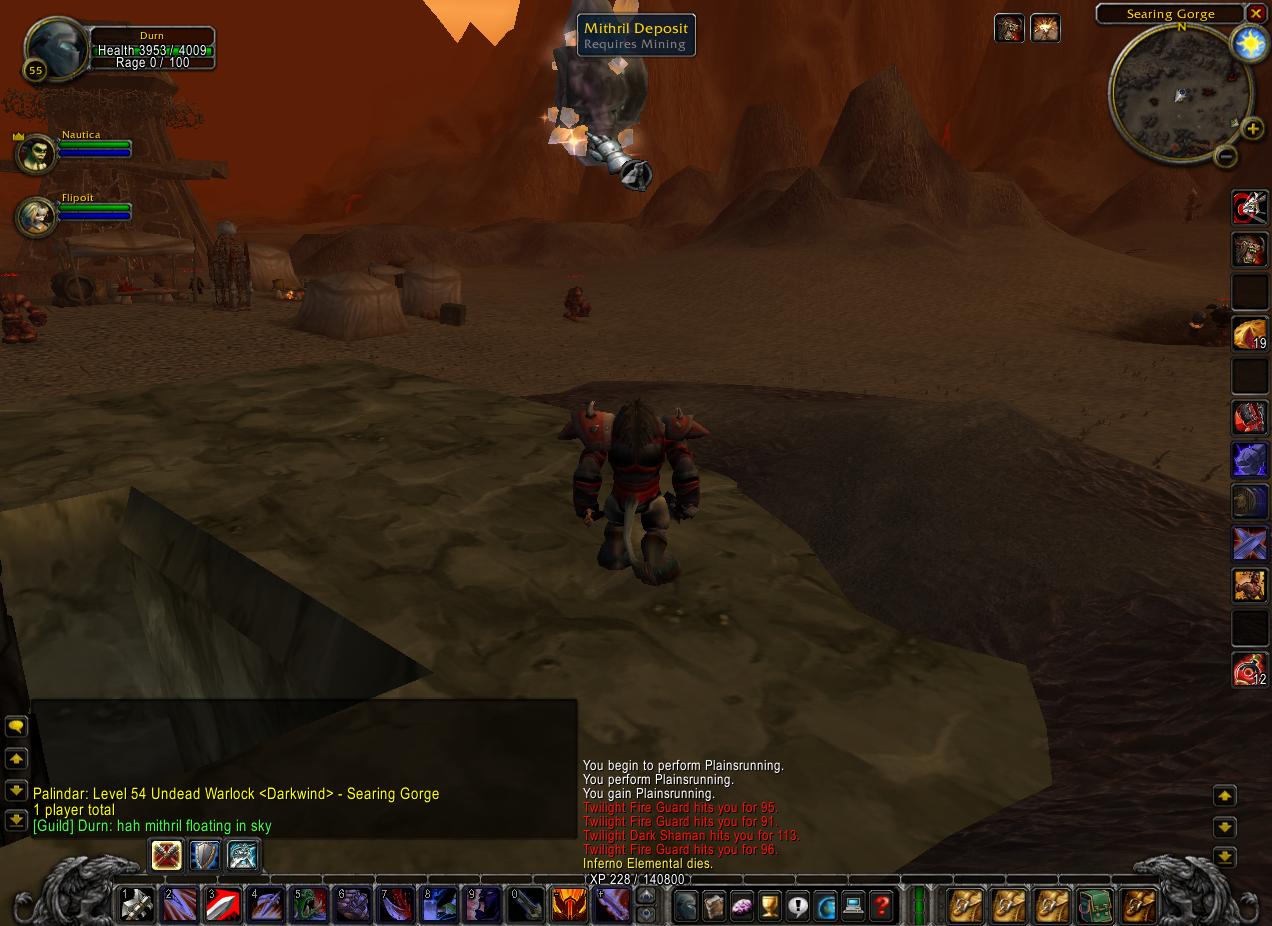 Durn
Health 3953 / 4009
Rage 0 / 100
55
Nautica
Flipoit
Mithril Deposit
Requires Mining
Searing Gorge
N
19
12
Palindar: Level 54 Undead Warlock <Darkwind> - Searing Gorge
1 player total
[Guild] Durn: hah mithril floating in sky
You begin to perform Plainsrunning.
You perform Plainsrunning.
You gain Plainsrunning.
Twilight Fire Guard hits you for 95.
Twilight Fire Guard hits you for 91.
Twilight Dark Shaman hits you for 113.
Twilight Fire Guard hits you for 96.
Inferno Elemental dies.
XP 228 / 140800
1 2 3 4 5 6 7 8 9 0 - +